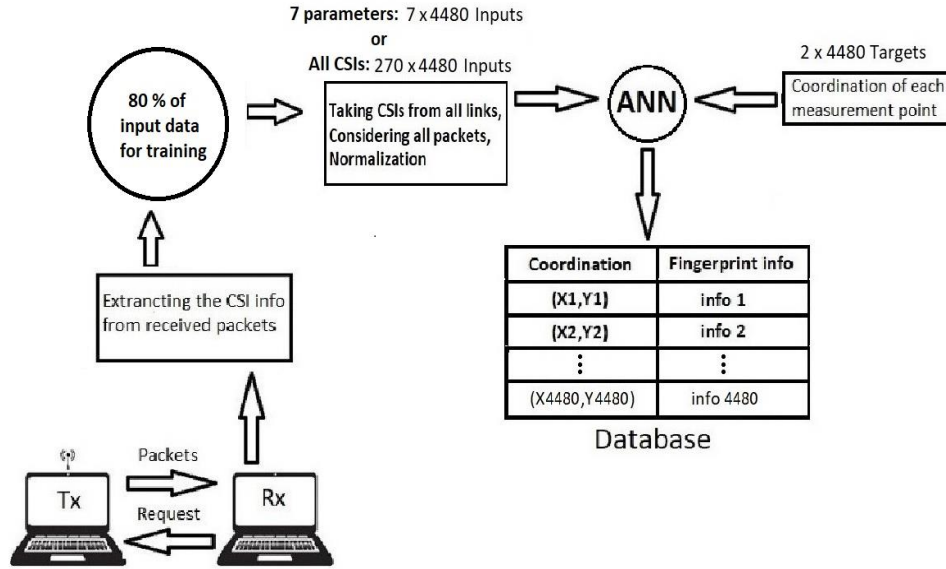 7 parameters: 7 x 4480 Inputs
or
All CSIs: 270 x 4480 Inputs
80 % of
input data
for training
Taking CSIs from all links,
Considering all packets,
Normalization
ANN
2 x 4480 Targets
Coordination of each
measurement point
Extrancting the CSI info
from received packets
Coordination Fingerprint info
(X1,Y1) info 1
(X2,Y2) info 2
⋮ ⋮
(X4480,Y4480) info 4480
Database
Packets
Tx
Rx
Request